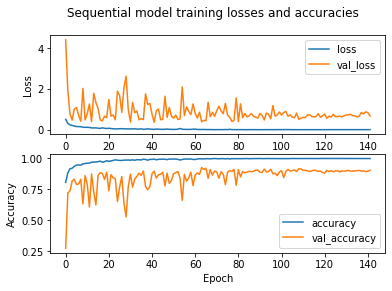 Sequential model training losses and accuracies
4
2
0
Loss
loss
val_loss
0 20 40 60 80 100 120 140
1.00
0.75
0.50
0.25
Accuracy
accuracy
val_accuracy
0 20 40 60 80 100 120 140
Epoch